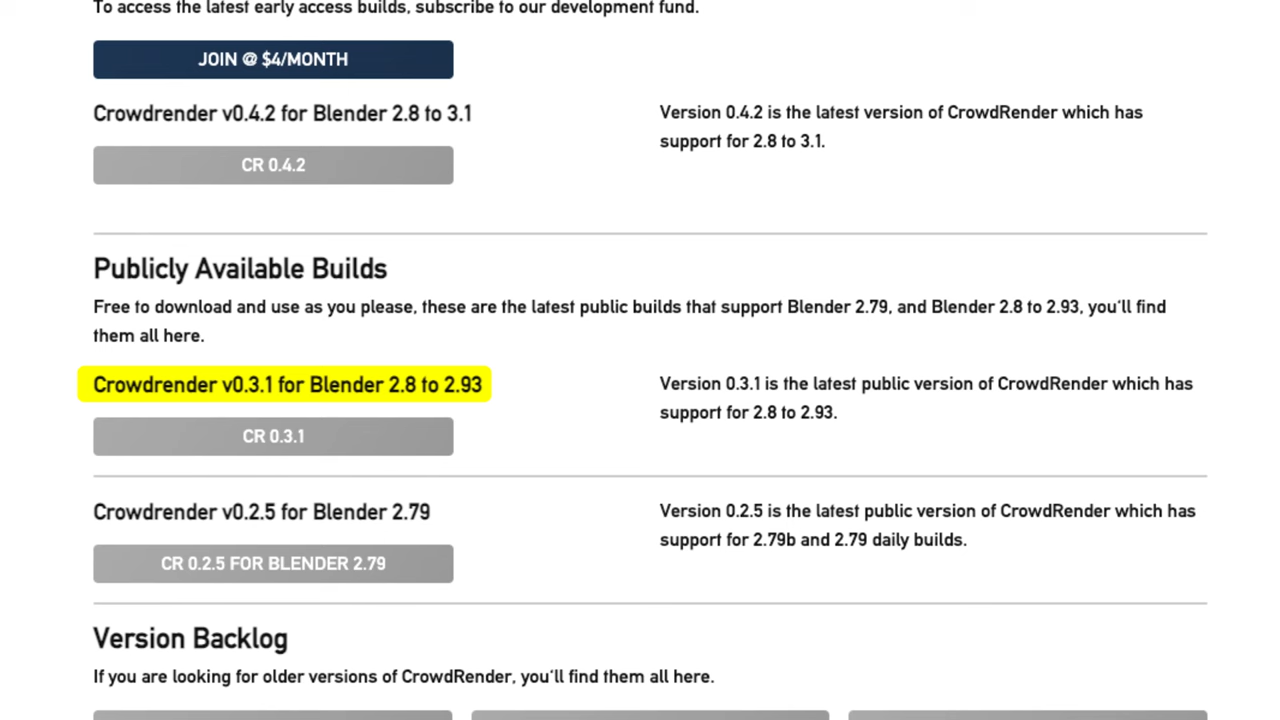 To access the latest early access builds, subscribe to our development fund.
JOIN @ $4/MONTH
Crowdrender v0.4.2 for Blender 2.8 to 3.1
Version 0.4.2 is the latest version of CrowdRender which has
support for 2.8 to 3.1.
CR 0.4.2
Publicly Available Builds
Free to download and use as you please, these are the latest public builds that support Blender 2.79, and Blender 2.8 to 2.93, you'll find
them all here.
Crowdrender v0.3.1 for Blender 2.8 to 2.93
Version 0.3.1 is the latest public version of CrowdRender which has
support for 2.8 to 2.93.
CR 0.3.1
Crowdrender v0.2.5 for Blender 2.79
Version 0.2.5 is the latest public version of CrowdRender which has
support for 2.79b and 2.79 daily builds.
CR 0.2.5 FOR BLENDER 2.79
Version Backlog
If you are looking for older versions of CrowdRender, you'll find them all here.